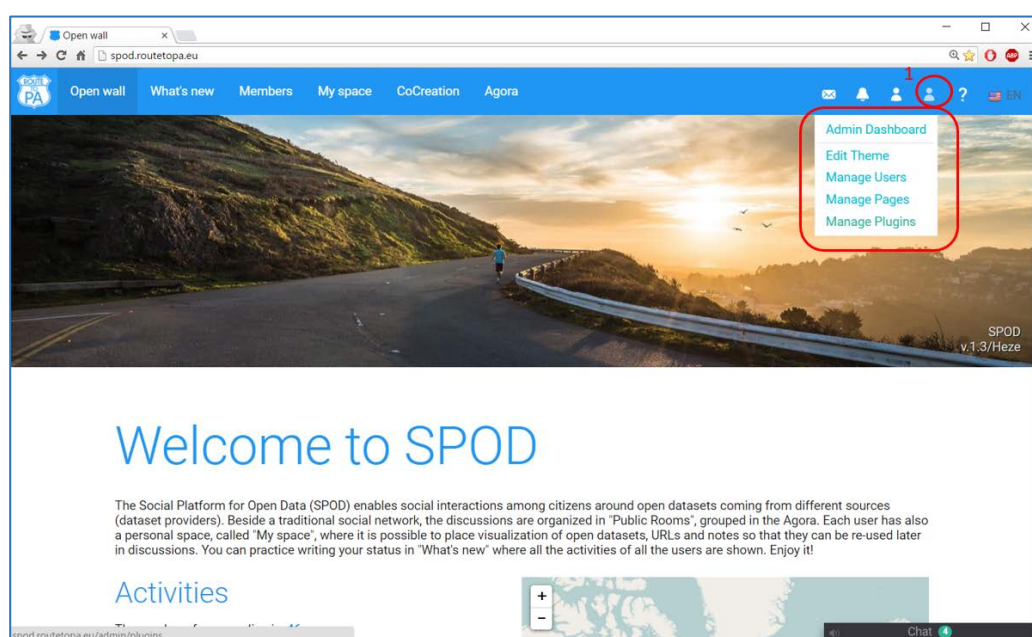 Open wall
spod.routetopa.eu
ABP
ROUTE
TO
PA
Open wall What's new Members My space CoCreation Agora
1
? EN
Admin Dashboard
Edit Theme
Manage Users
Manage Pages
Manage Plugins
SPOD
v.1.3/Heze
Welcome to SPOD
The Social Platform for Open Data (SPOD) enables social interactions among citizens around open datasets coming from different sources
(dataset providers). Beside a traditional social network, the discussions are organized in "Public Rooms", grouped in the Agora. Each user has also
a personal space, called "My space", where it is possible to place visualization of open datasets, URLs and notes so that they can be re-used later
in discussions. You can practice writing your status in "What's new" where all the activities of all the users are shown. Enjoy it!
Activities
+
−
spod.routetopa.eu/admin/plugins
Chat 4